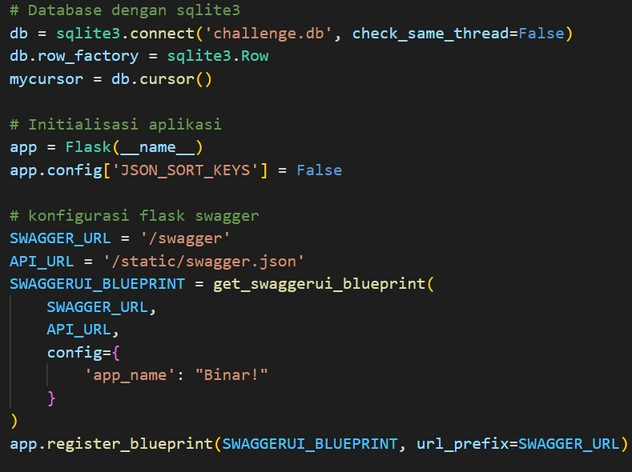 # Database dengan sqlite3
db = sqlite3.connect('challenge.db', check_same_thread=False)
db.row_factory = sqlite3.Row
mycursor = db.cursor()

# Initialisasi aplikasi
app = Flask(__name__)
app.config['JSON_SORT_KEYS'] = False

# konfigurasi flask swagger
SWAGGER_URL = '/swagger'
API_URL = '/static/swagger.json'
SWAGGERUI_BLUEPRINT = get_swaggerui_blueprint(
    SWAGGER_URL,
    API_URL,
    config={
        'app_name': "Binar!"
    }
)
app.register_blueprint(SWAGGERUI_BLUEPRINT, url_prefix=SWAGGER_URL)